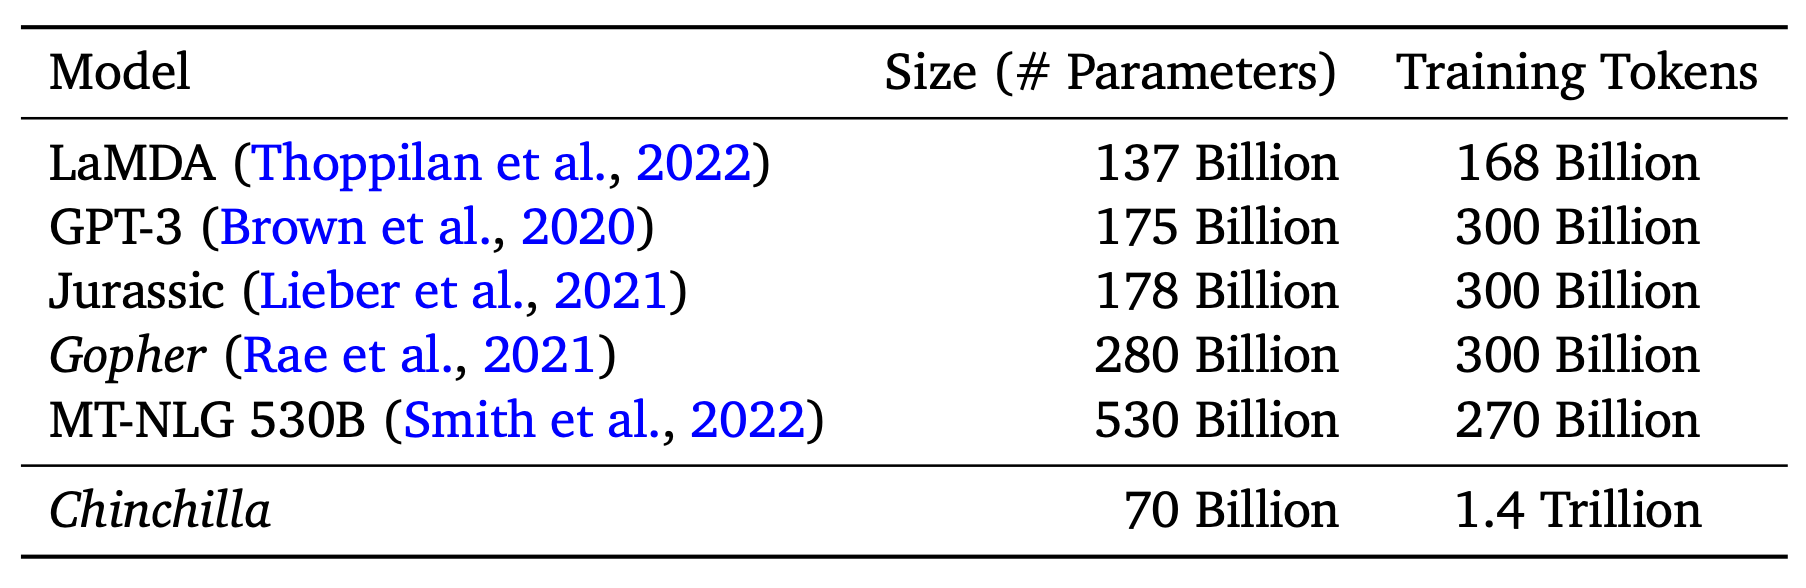 Model Size (# Parameters) Training Tokens
LaMDA (Thoppilan et al., 2022) 137 Billion 168 Billion
GPT-3 (Brown et al., 2020) 175 Billion 300 Billion
Jurassic (Lieber et al., 2021) 178 Billion 300 Billion
Gopher (Rae et al., 2021) 280 Billion 300 Billion
MT-NLG 530B (Smith et al., 2022) 530 Billion 270 Billion
Chinchilla 70 Billion 1.4 Trillion